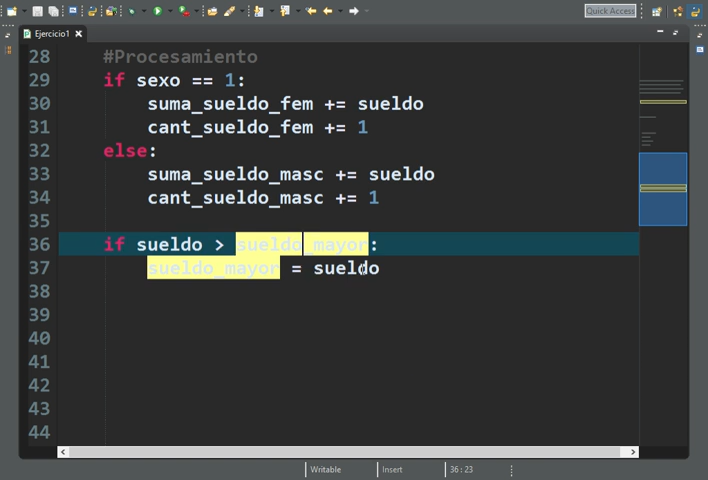 Quick Access
Ejercicio1
28 #Procesamiento
29 if sexo == 1:
30 suma_sueldo_fem += sueldo
31 cant_sueldo_fem += 1
32 else:
33 suma_sueldo_masc += sueldo
34 cant_sueldo_masc += 1
35
36 if sueldo > sueldo_mayor:
37 sueldo_mayor = sueldo
38
39
40
41
42
43
44
Writable Insert 36 : 23